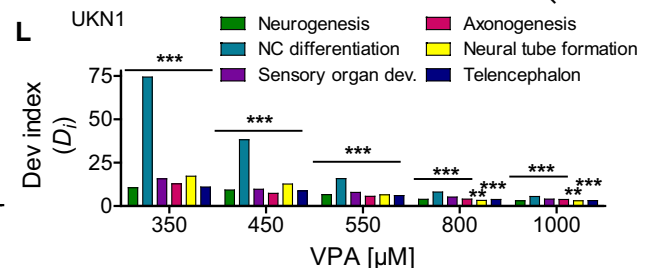 L
UKN1
Neurogenesis
NC differentiation
Sensory organ dev.
Axonogenesis
Neural tube formation
Telencephalon
Dev index
(Di)
75
50
25
0
***
***
***
***
**
***
***
**
***
350 450 550 800 1000
VPA [µM]